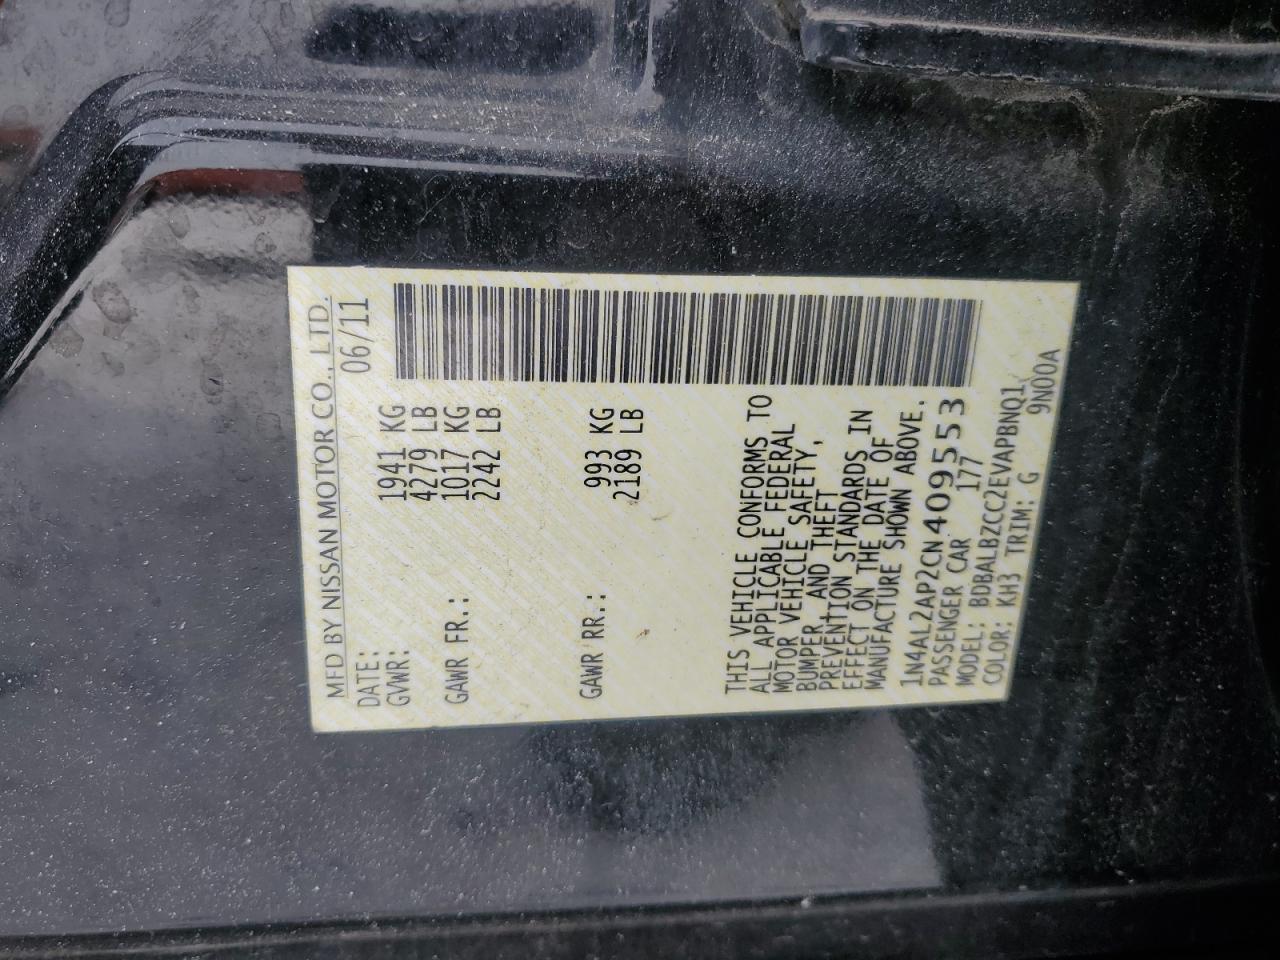 MFD BY NISSAN MOTOR CO., LTD.
DATE: 06/11
GVWR: 1941 KG
4279 LB
GAWR FR.: 1017 KG
2242 LB
GAWR RR.: 993 KG
2189 LB
THIS VEHICLE CONFORMS TO
ALL APPLICABLE FEDERAL
MOTOR VEHICLE SAFETY,
BUMPER, AND THEFT
PREVENTION STANDARDS IN
EFFECT ON THE DATE OF
MANUFACTURE SHOWN ABOVE.
1N4AL2AP2CN409553
PASSENGER CAR 177
MODEL: BDBALBZCC2EVAPBNQ1
COLOR: KH3 TRIM: G 9N00A